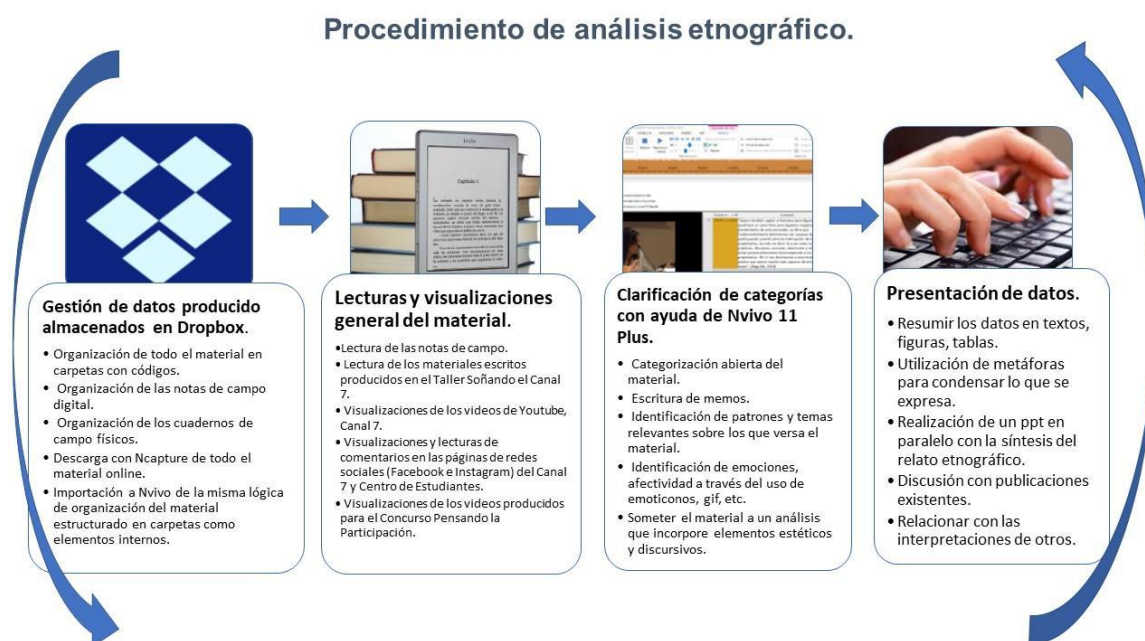 Procedimiento de análisis etnográfico.
Gestión de datos producido
almacenados en Dropbox.
• Organización de todo el material en
carpetas con códigos.
• Organización de las notas de campo
digital.
• Organización de los cuadernos de
campo físicos.
• Descarga con Ncapture de todo el
material online.
• Importación a Nvivo de la misma lógica
de organización del material
estructurado en carpetas como
elementos internos.
Capítulo 1
Lecturas y visualizaciones
general del material.
•Lectura de las notas de campo.
• Lectura de los materiales escritos
producidos en el Taller Soñando el Canal
7.
• Visualizaciones de los videos de Youtube,
Canal 7.
• Visualizaciones y lecturas de
comentarios en las páginas de redes
sociales (Facebook e Instagram) del Canal
7 y Centro de Estudiantes.
• Visualizaciones de los videos producidos
para el Concurso Pensando la
Participación.
Clarificación de categorías
con ayuda de Nvivo 11
Plus.
• Categorización abierta del
material.
• Escritura de memos.
• Identificación de patrones y temas
relevantes sobre los que versa el
material.
• Identificación de emociones,
afectividad a través del uso de
emoticonos, gif, etc.
• Someter el material a un análisis
que incorpore elementos estéticos
y discursivos.
Presentación de datos.
• Resumir los datos en textos,
figuras, tablas.
• Utilización de metáforas
para condensar lo que se
expresa.
• Realización de un ppt en
paralelo con la síntesis del
relato etnográfico.
• Discusión con publicaciones
existentes.
• Relacionar con las
interpretaciones de otros.